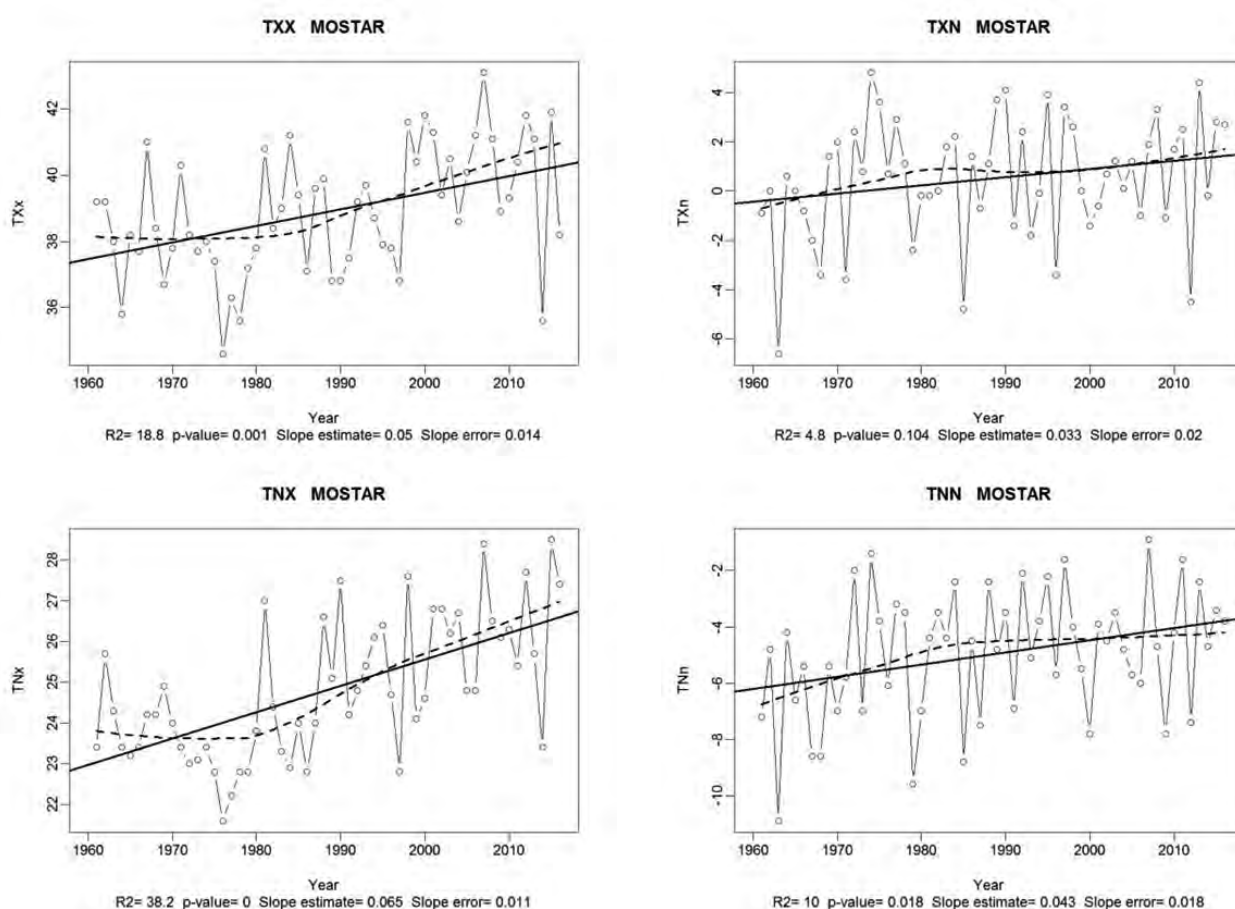 TXX MOSTAR
TXx
42
40
38
36
1960 1970 1980 1990 2000 2010
Year
R2= 18.8 p-value= 0.001 Slope estimate= 0.05 Slope error= 0.014
TXN MOSTAR
TXn
4
2
0
-2
-4
-6
1960 1970 1980 1990 2000 2010
Year
R2= 4.8 p-value= 0.104 Slope estimate= 0.033 Slope error= 0.02
TNX MOSTAR
TNx
28
27
26
25
24
23
22
1960 1970 1980 1990 2000 2010
Year
R2= 38.2 p-value= 0 Slope estimate= 0.065 Slope error= 0.011
TNN MOSTAR
TNn
-2
-4
-6
-8
-10
1960 1970 1980 1990 2000 2010
Year
R2= 10 p-value= 0.018 Slope estimate= 0.043 Slope error= 0.018